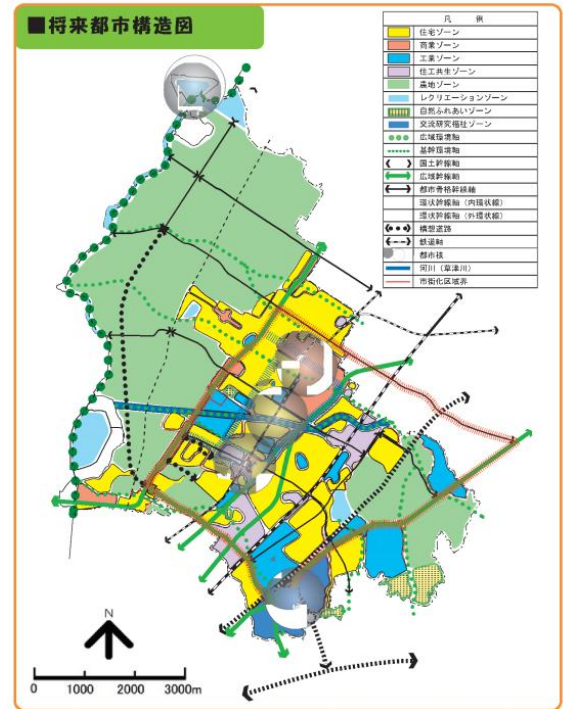 ■将来都市構造図
凡　例
住宅ゾーン
商業ゾーン
工業ゾーン
住工共生ゾーン
農地ゾーン
レクリエーションゾーン
自然ふれあいゾーン
交流研究福祉ゾーン
広域環境軸
基幹環境軸
国土幹線軸
広域幹線軸
都市骨格幹線軸
環状幹線軸（内環状線）
環状幹線軸（外環状線）
構想道路
鉄道軸
都市核
河川（草津川）
市街化区域界
N
0 1000 2000 3000m